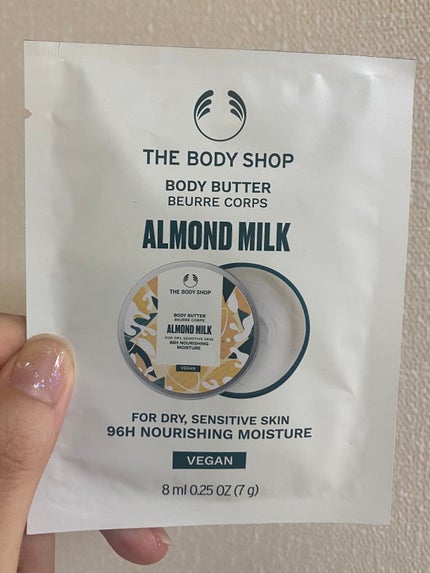 THE BODY SHOP
BODY BUTTER
BEURRE CORPS
ALMOND MILK
THE BODY SHOP
BODY BUTTER
BEURRE CORPS
ALMOND MILK
FOR DRY, SENSITIVE SKIN
96H NOURISHING
MOISTURE
VEGAN
FOR DRY, SENSITIVE SKIN
96H NOURISHING MOISTURE
VEGAN
8 ml 0.25 OZ (7 g)